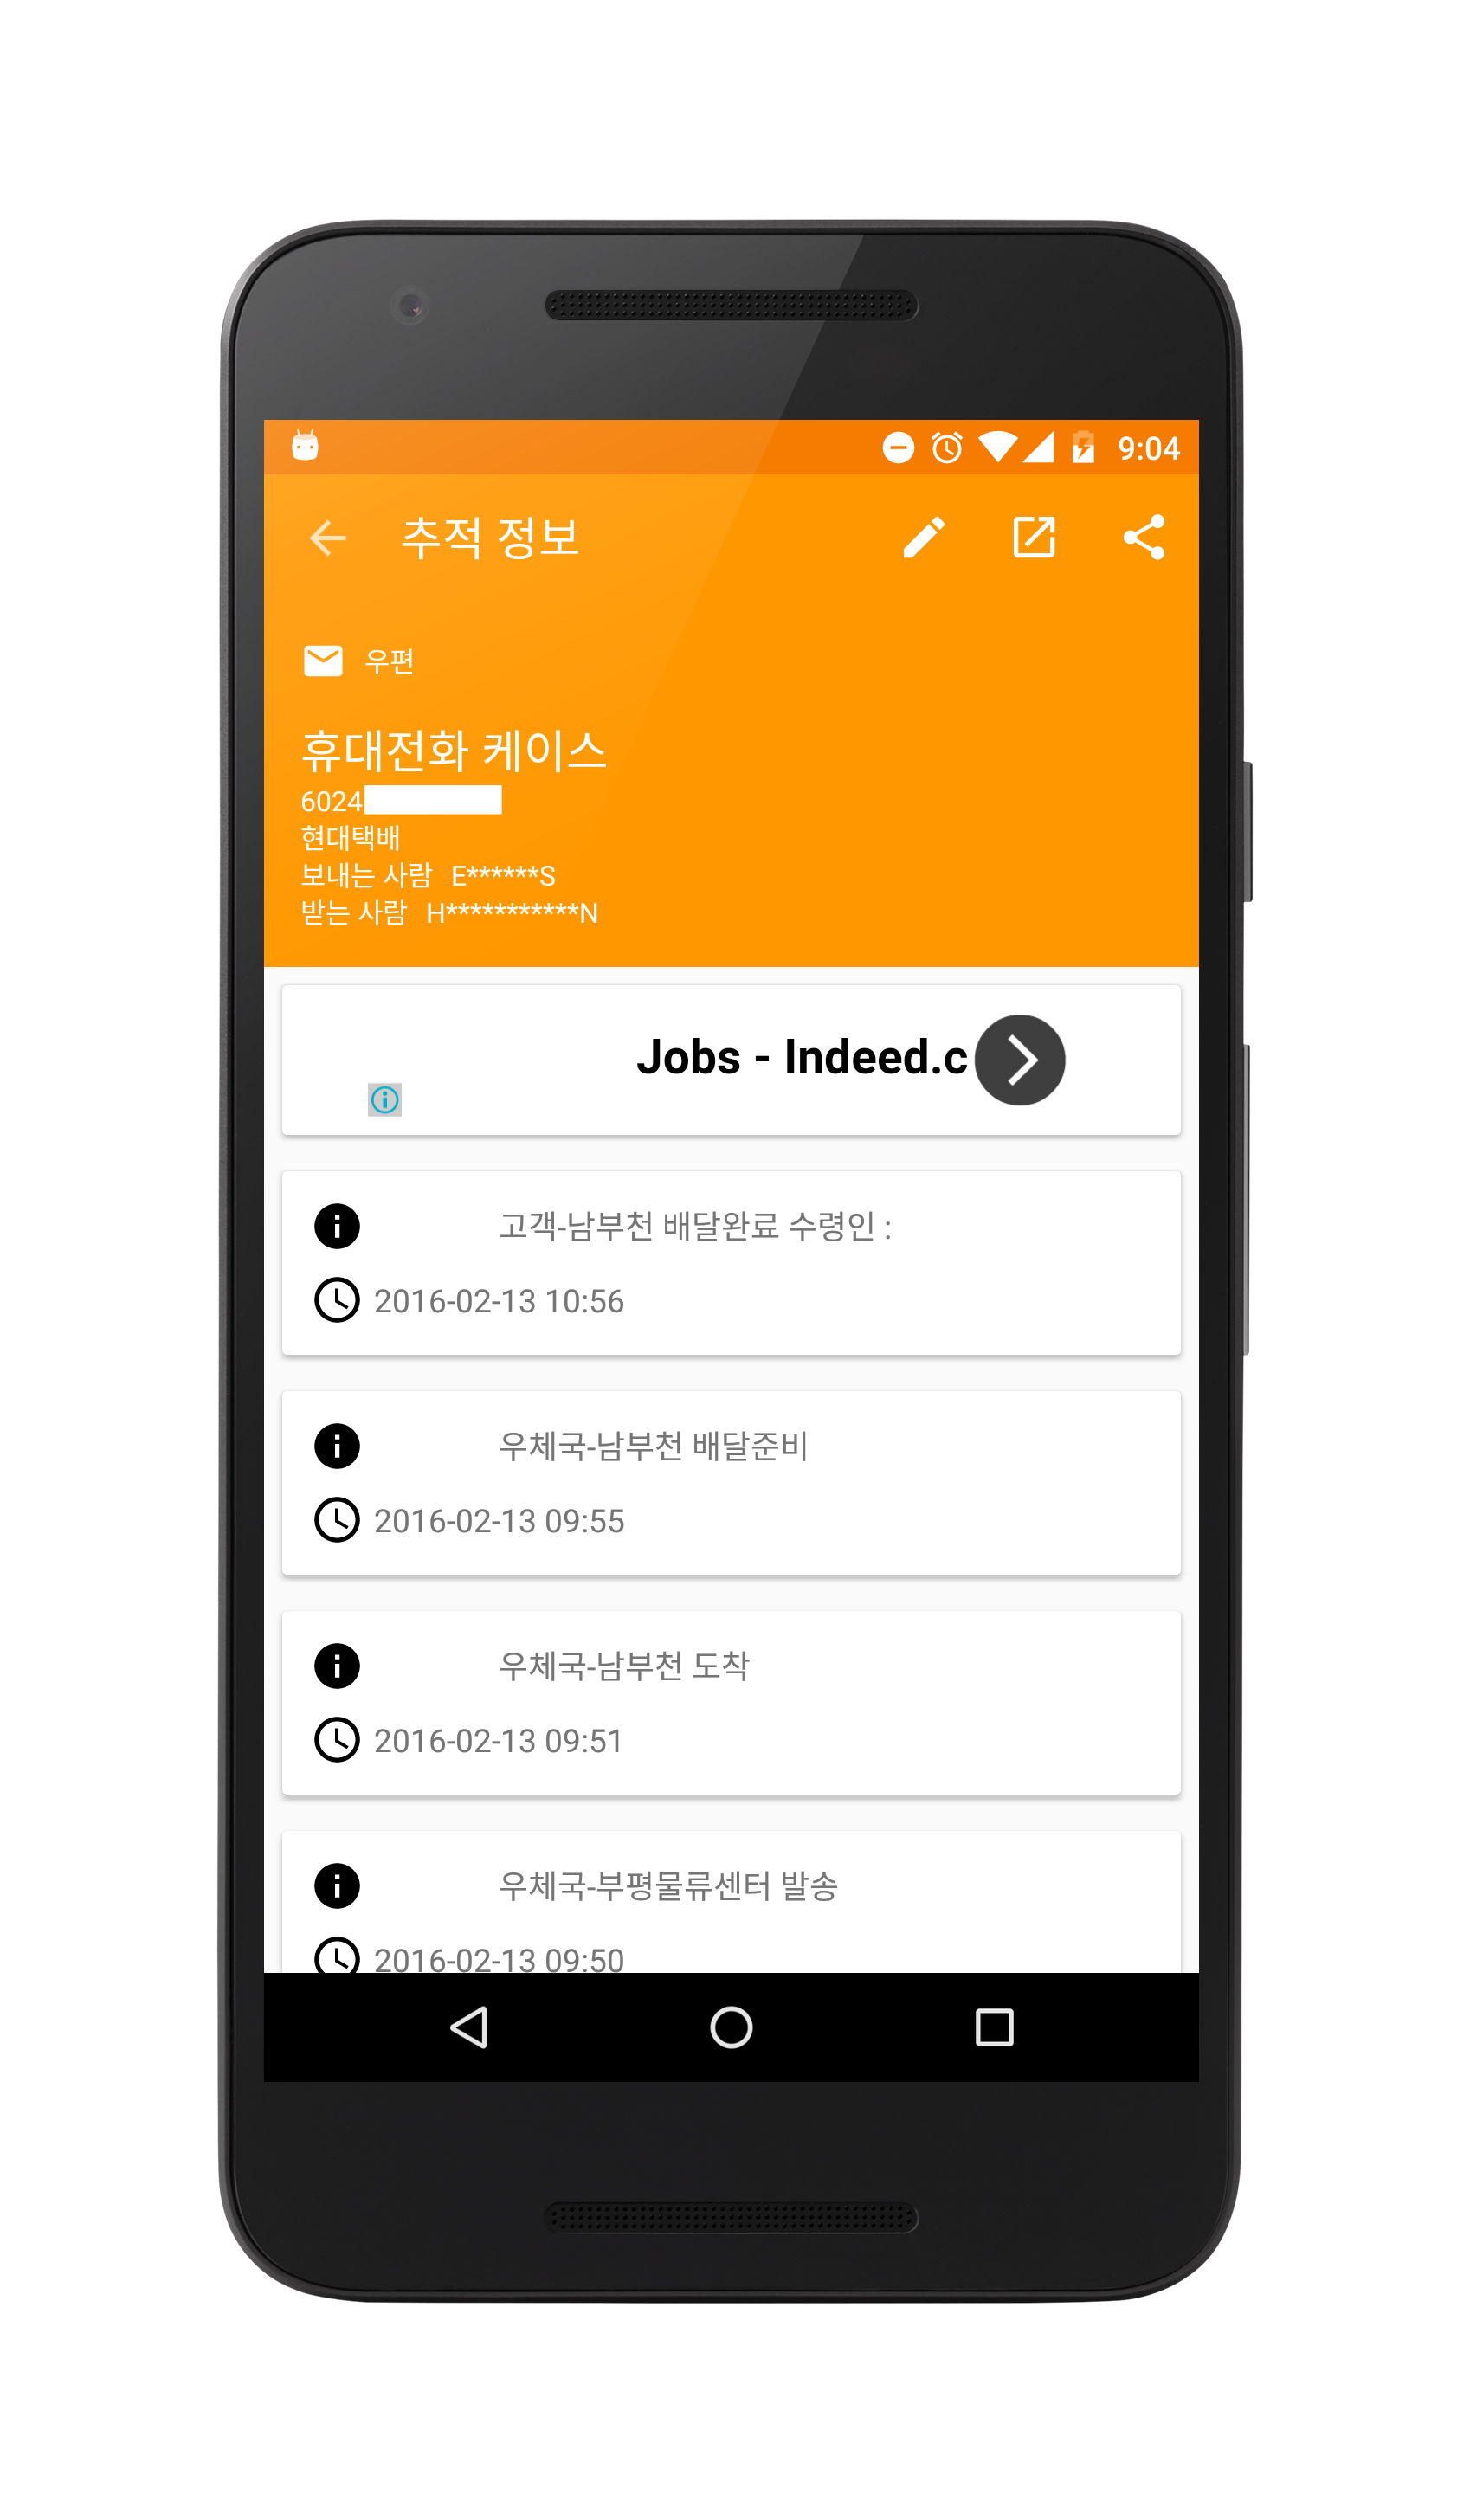 9:04
추적 정보
우편
휴대전화 케이스
6024
현대택배
보내는 사람 E******S
받는 사람 H***********N
Jobs - Indeed.c
고객-남부천 배달완료 수령인 :
2016-02-13 10:56
우체국-남부천 배달준비
2016-02-13 09:55
우체국-남부천 도착
2016-02-13 09:51
우체국-부평물류센터 발송
2016-02-13 09:50